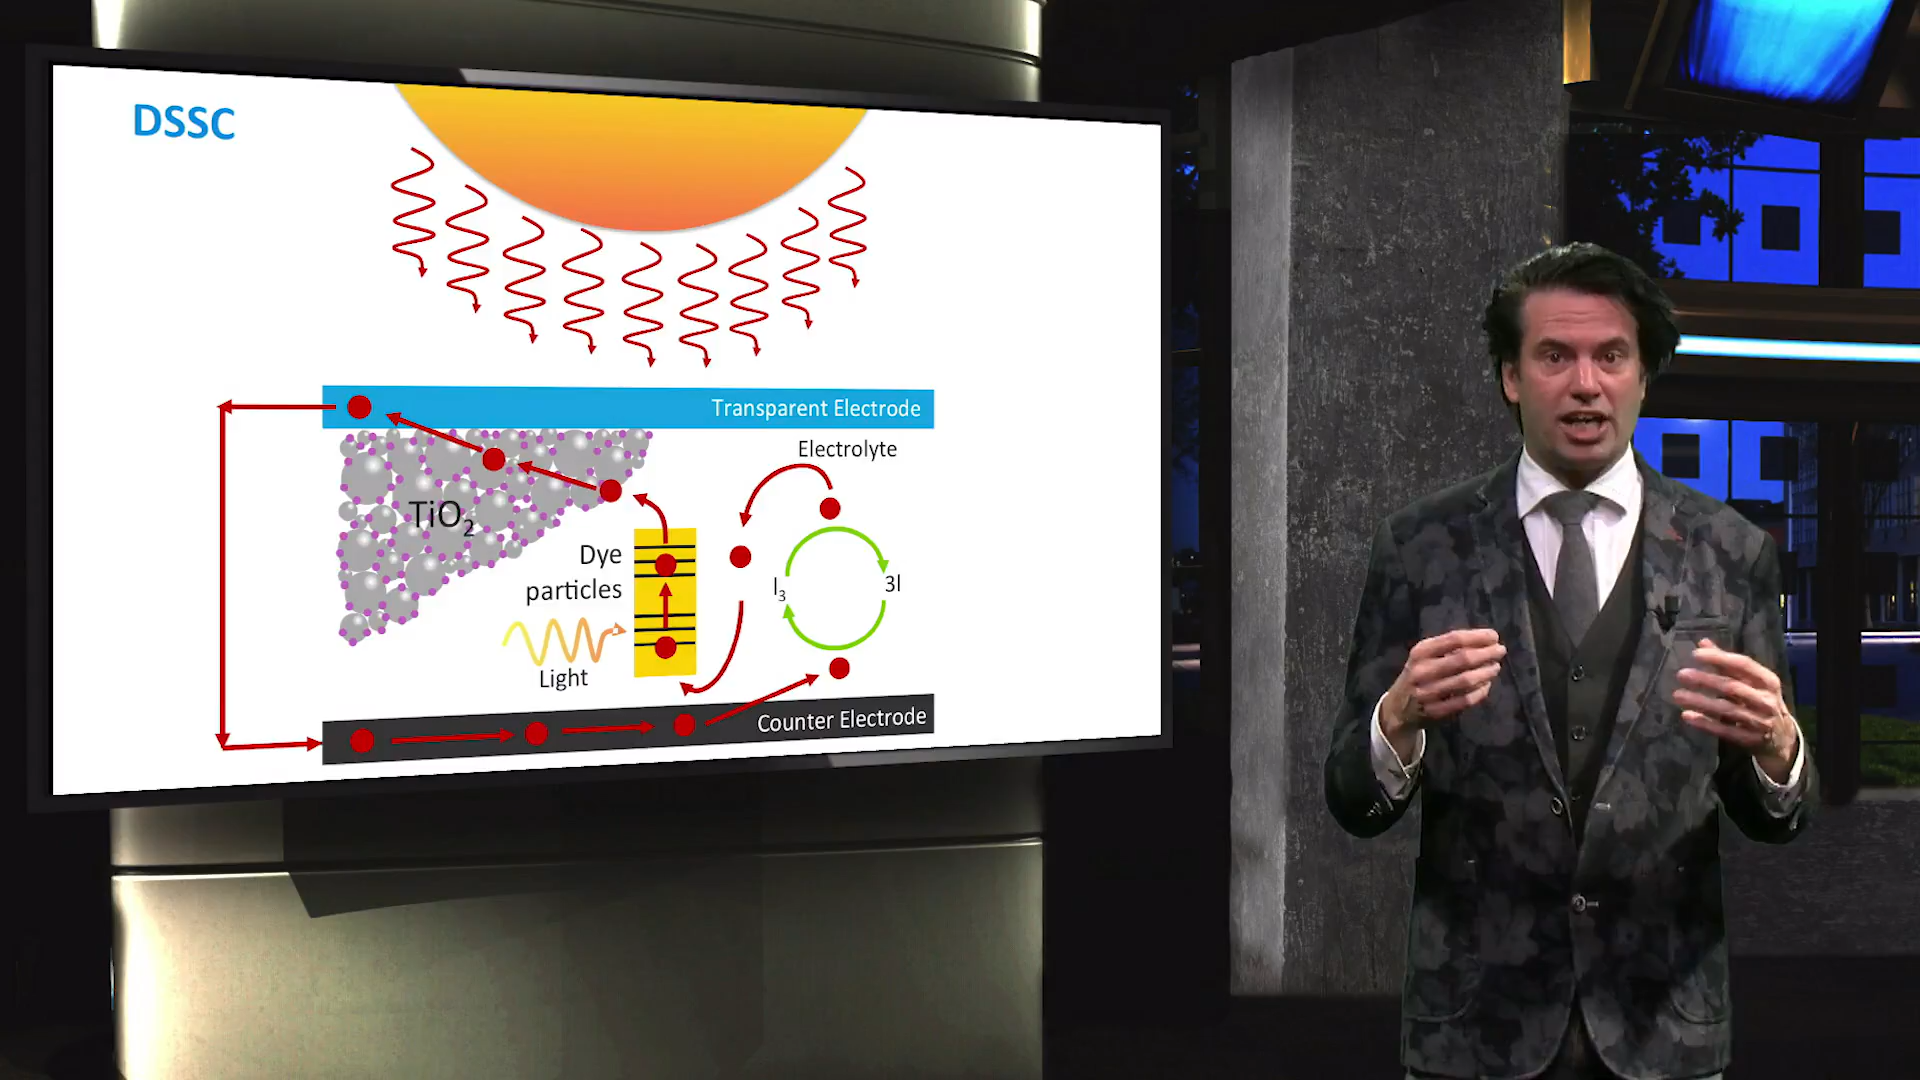 DSSC
Transparent Electrode
Electrolyte
TiO2
Dye
particles
I3
3I
Light
Counter Electrode